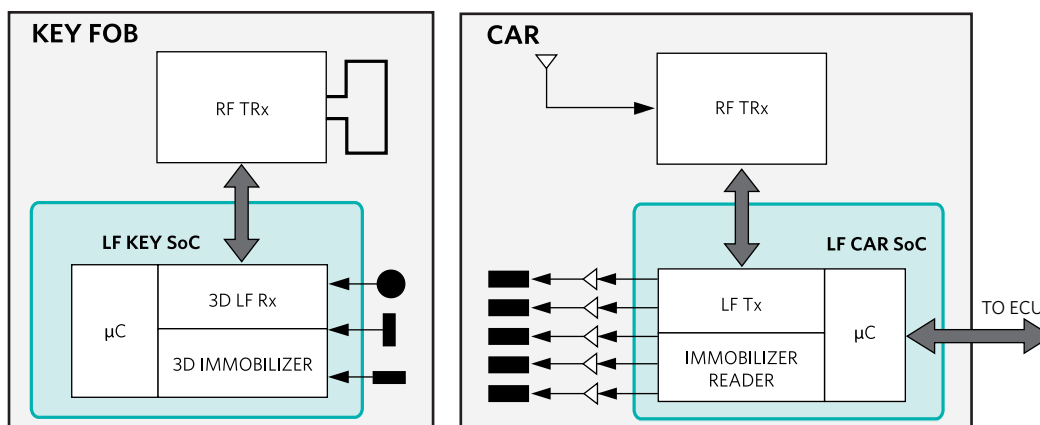 KEY FOB
RF TRx
LF KEY SoC
µC
3D LF Rx
3D IMMOBILIZER
CAR
RF TRx
LF CAR SoC
LF Tx
IMMOBILIZER
READER
µC
TO ECU